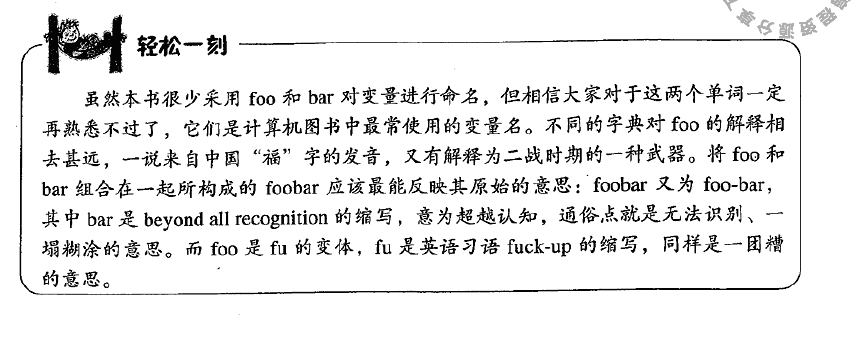 轻松一刻
虽然本书很少采用 foo 和 bar 对变量进行命名，但相信大家对于这两个单词一定
再熟悉不过了，它们是计算机图书中最常使用的变量名。不同的字典对 foo 的解释相
去甚远，一说来自中国“福”字的发音，又有解释为二战时期的一种武器。将 foo 和
bar 组合在一起所构成的 foobar 应该最能反映其原始的意思：foobar 又为 foo-bar，
其中 bar 是 beyond all recognition 的缩写，意为超越认知，通俗点就是无法识别、一
塌糊涂的意思。而 foo 是 fu 的变体，fu 是英语习语 fuck-up 的缩写，同样是一团糟
的意思。